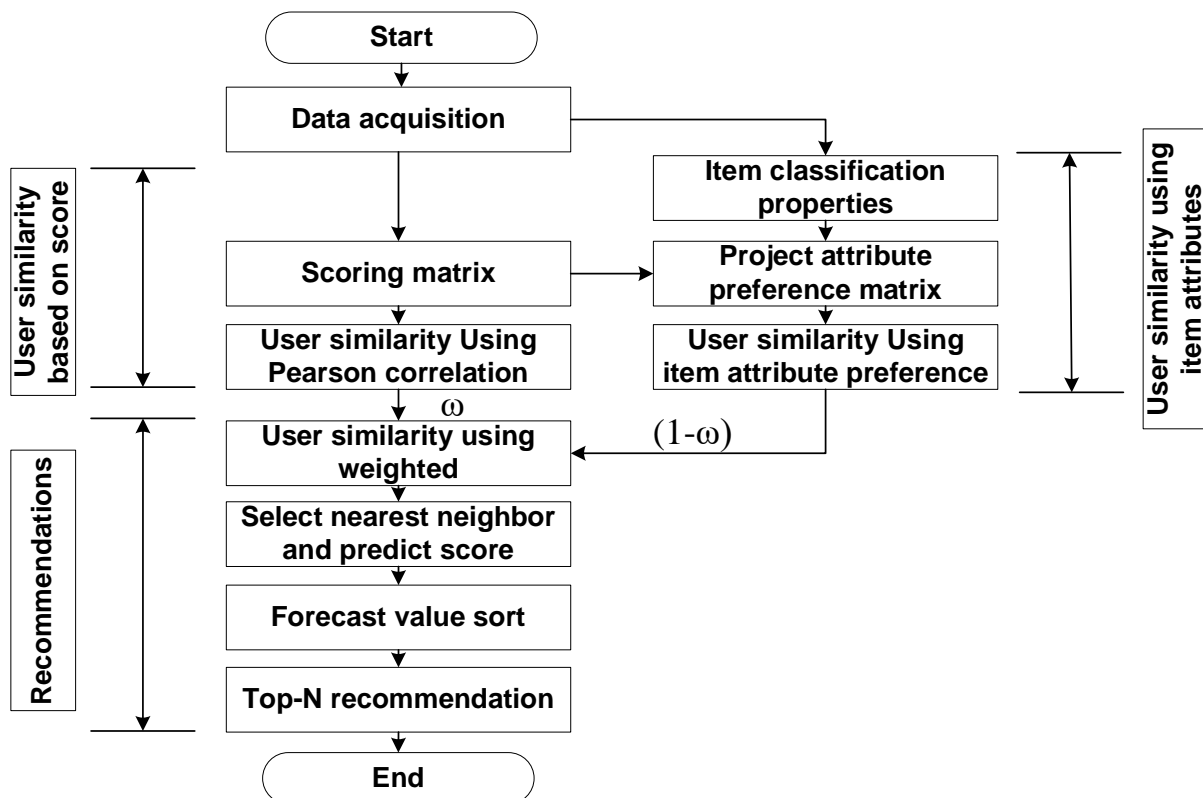 Start
Data acquisition
User similarity
based on score
Item classification
properties
User similarity using
item attributes
Scoring matrix
Project attribute
preference matrix
User similarity Using
Pearson correlation
User similarity Using
item attribute preference
ω
(1-ω)
User similarity using
weighted
Recommendations
Select nearest neighbor
and predict score
Forecast value sort
Top-N recommendation
End